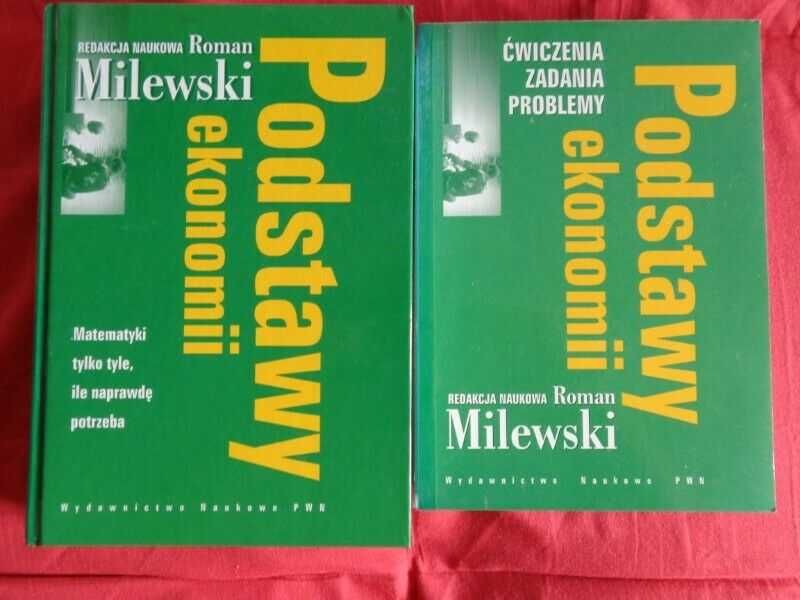 REDAKCJA NAUKOWA Roman
Milewski
Podstawy
ekonomii
.Matematyki
tylko tyle,
ile naprawdę
potrzeba
Wydawnictwo Naukowe PWN
ĆWICZENIA
ZADANIA
PROBLEMY
Podstawy
ekonomii
REDAKCJA NAUKOWA Roman
Milewski
Wydawnictwo Naukowe PWN